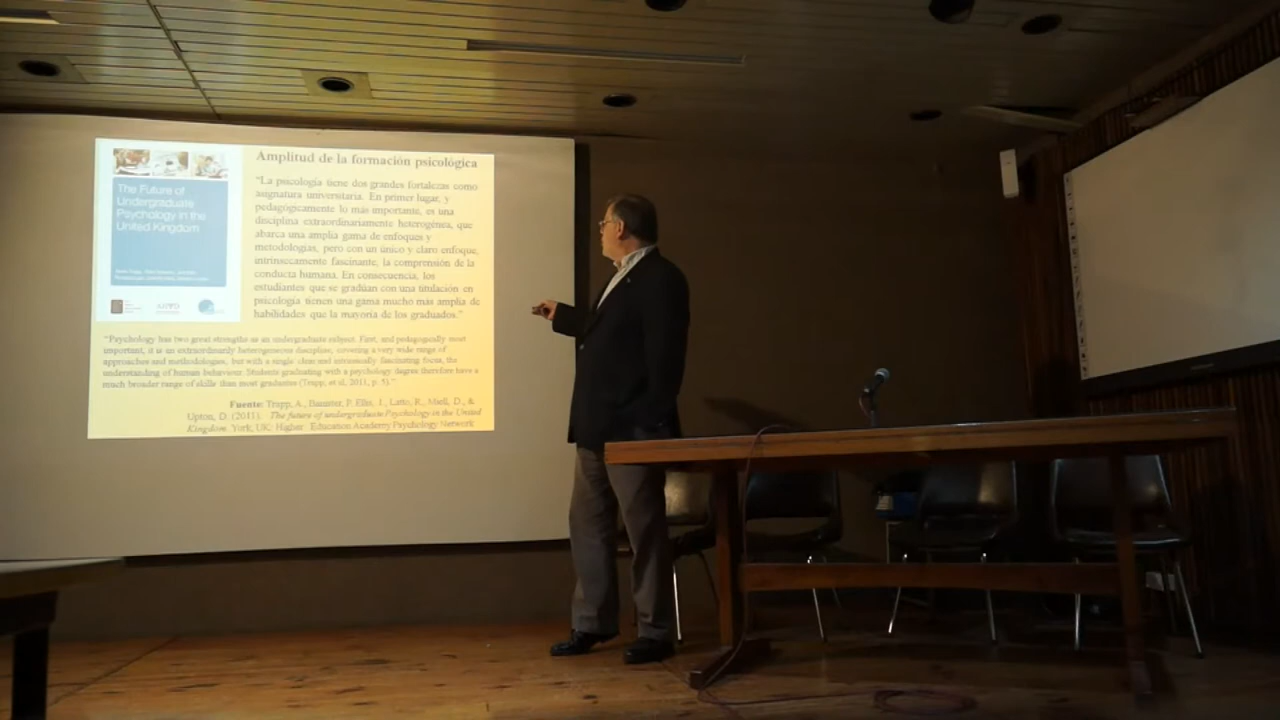 The Future of
Undergraduate
Psychology in the
United Kingdom
Amplitud de la formación psicológica
“La psicología tiene dos grandes fortalezas como
asignatura universitaria. En primer lugar, y
pedagógicamente lo más importante, es una
disciplina extraordinariamente heterogénea, que
abarca una amplia gama de enfoques y
metodologías, pero con un único y claro enfoque,
intrínsecamente fascinante, la comprensión de la
conducta humana. En consecuencia, los
estudiantes que se gradúan con una titulación en
psicología tienen una gama mucho más amplia de
habilidades que la mayoría de los graduados.”
“Psychology has two great strengths as an undergraduate subject. First, and pedagogically most
important, it is an extraordinarily heterogeneous discipline, covering a very wide range of
approaches and methodologies, but with a single clear and intrinsically fascinating focus, the
understanding of human behaviour. Students graduating with a psychology degree therefore have a
much broader range of skills than most graduates (Trapp, et al, 2011, p. 5).”
Fuente: Trapp, A., Banister, P. Ellis, J., Latto, R., Miell, D., &
Upton, D. (2011). The future of undergraduate Psychology in the United
Kingdom. York, UK: Higher Education Academy Psychology Network